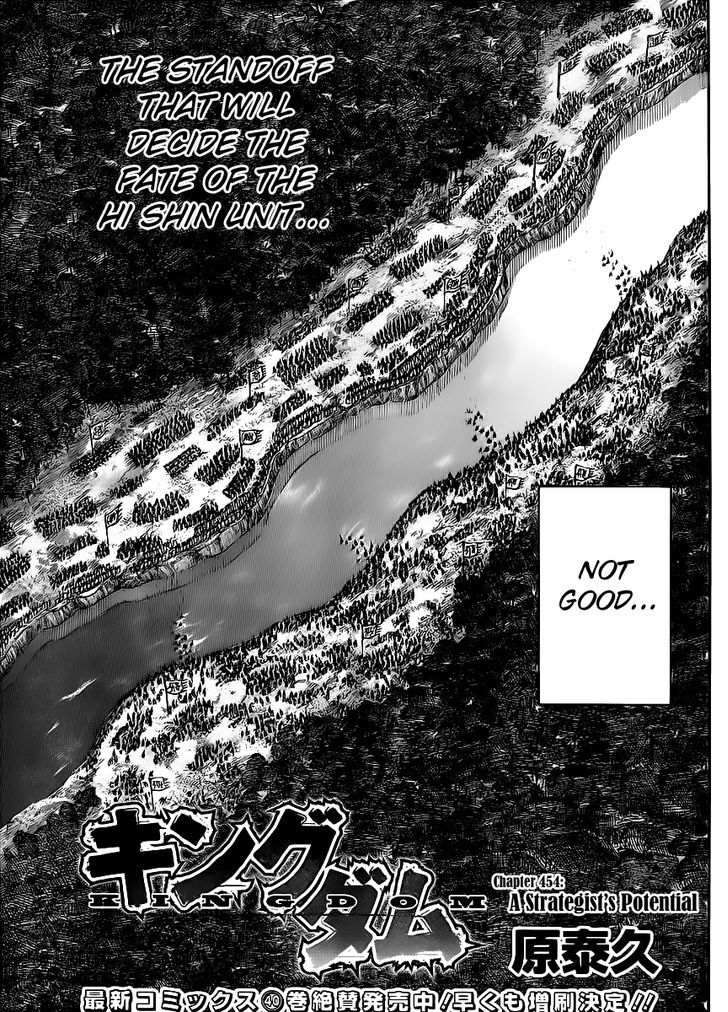 THE STANDOFF
THAT WILL
DECIDE THE
FATE OF THE
HI SHIN UNIT...
NOT
GOOD...
キングダム
KINGDOM
Chapter 454:
A Strategist's Potential
原泰久
最新コミックス㊵巻絶賛発売中!早くも増刷決定!!